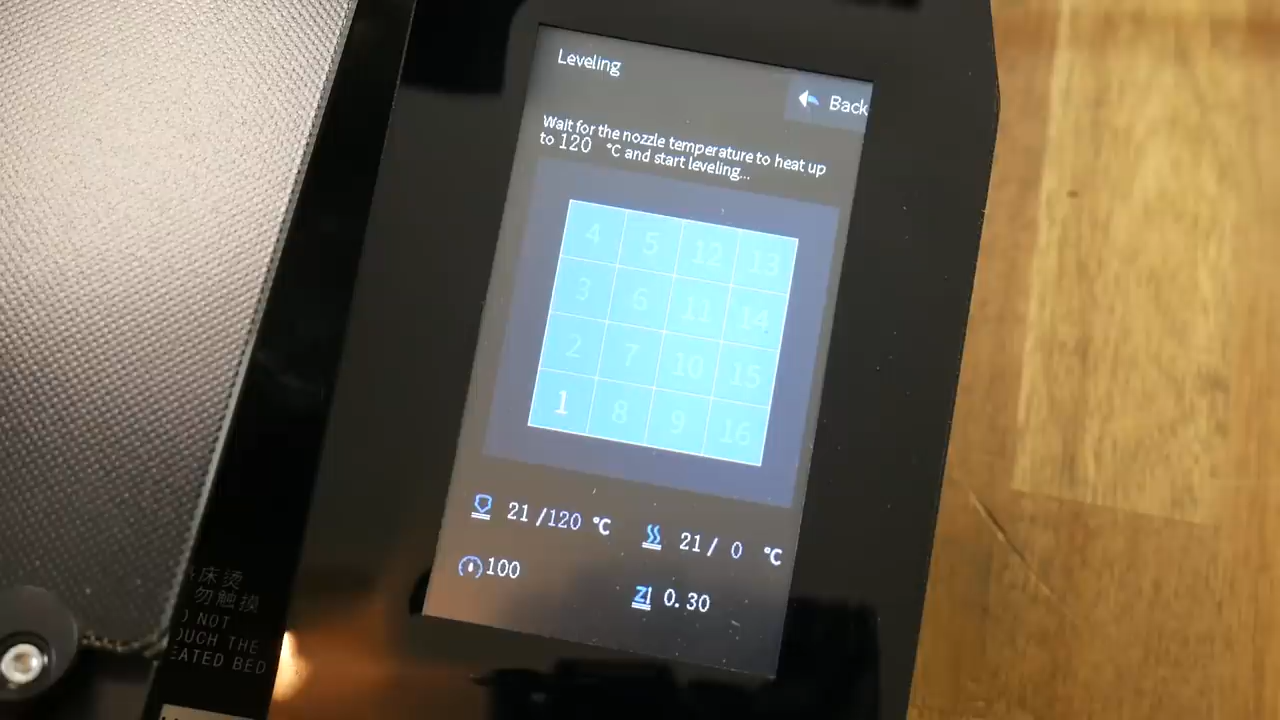 Leveling
Back
Wait for the nozzle temperature to heat up
to 120 °C and start leveling...
4 5 12 13
3 6 11 14
2 7 10 15
1 8 9 16
21 /120 °C
21 / 0 °C
100
0.30
床烫
勿触摸
NOT
THE
BED